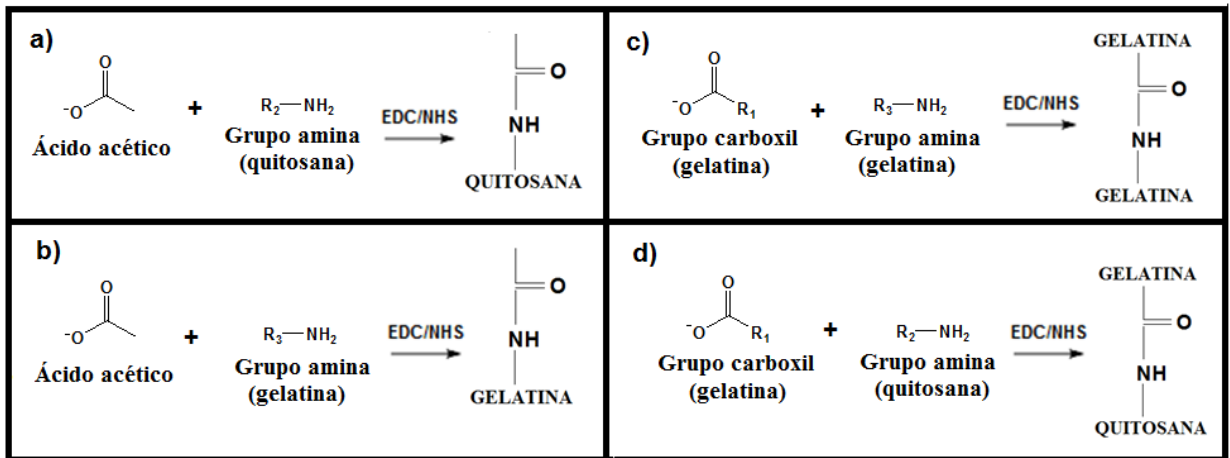 a)
O
⁻O
+
R₂—NH₂
EDC/NHS
O
NH
QUITOSANA
Ácido acético
Grupo amina
(quitosana)
c)
O
⁻O
R₁
+
R₃—NH₂
EDC/NHS
GELATINA
O
NH
GELATINA
Grupo carboxil
(gelatina)
Grupo amina
(gelatina)
b)
O
⁻O
+
R₃—NH₂
EDC/NHS
O
NH
GELATINA
Ácido acético
Grupo amina
(gelatina)
d)
O
⁻O
R₁
+
R₂—NH₂
EDC/NHS
GELATINA
O
NH
QUITOSANA
Grupo carboxil
(gelatina)
Grupo amina
(quitosana)